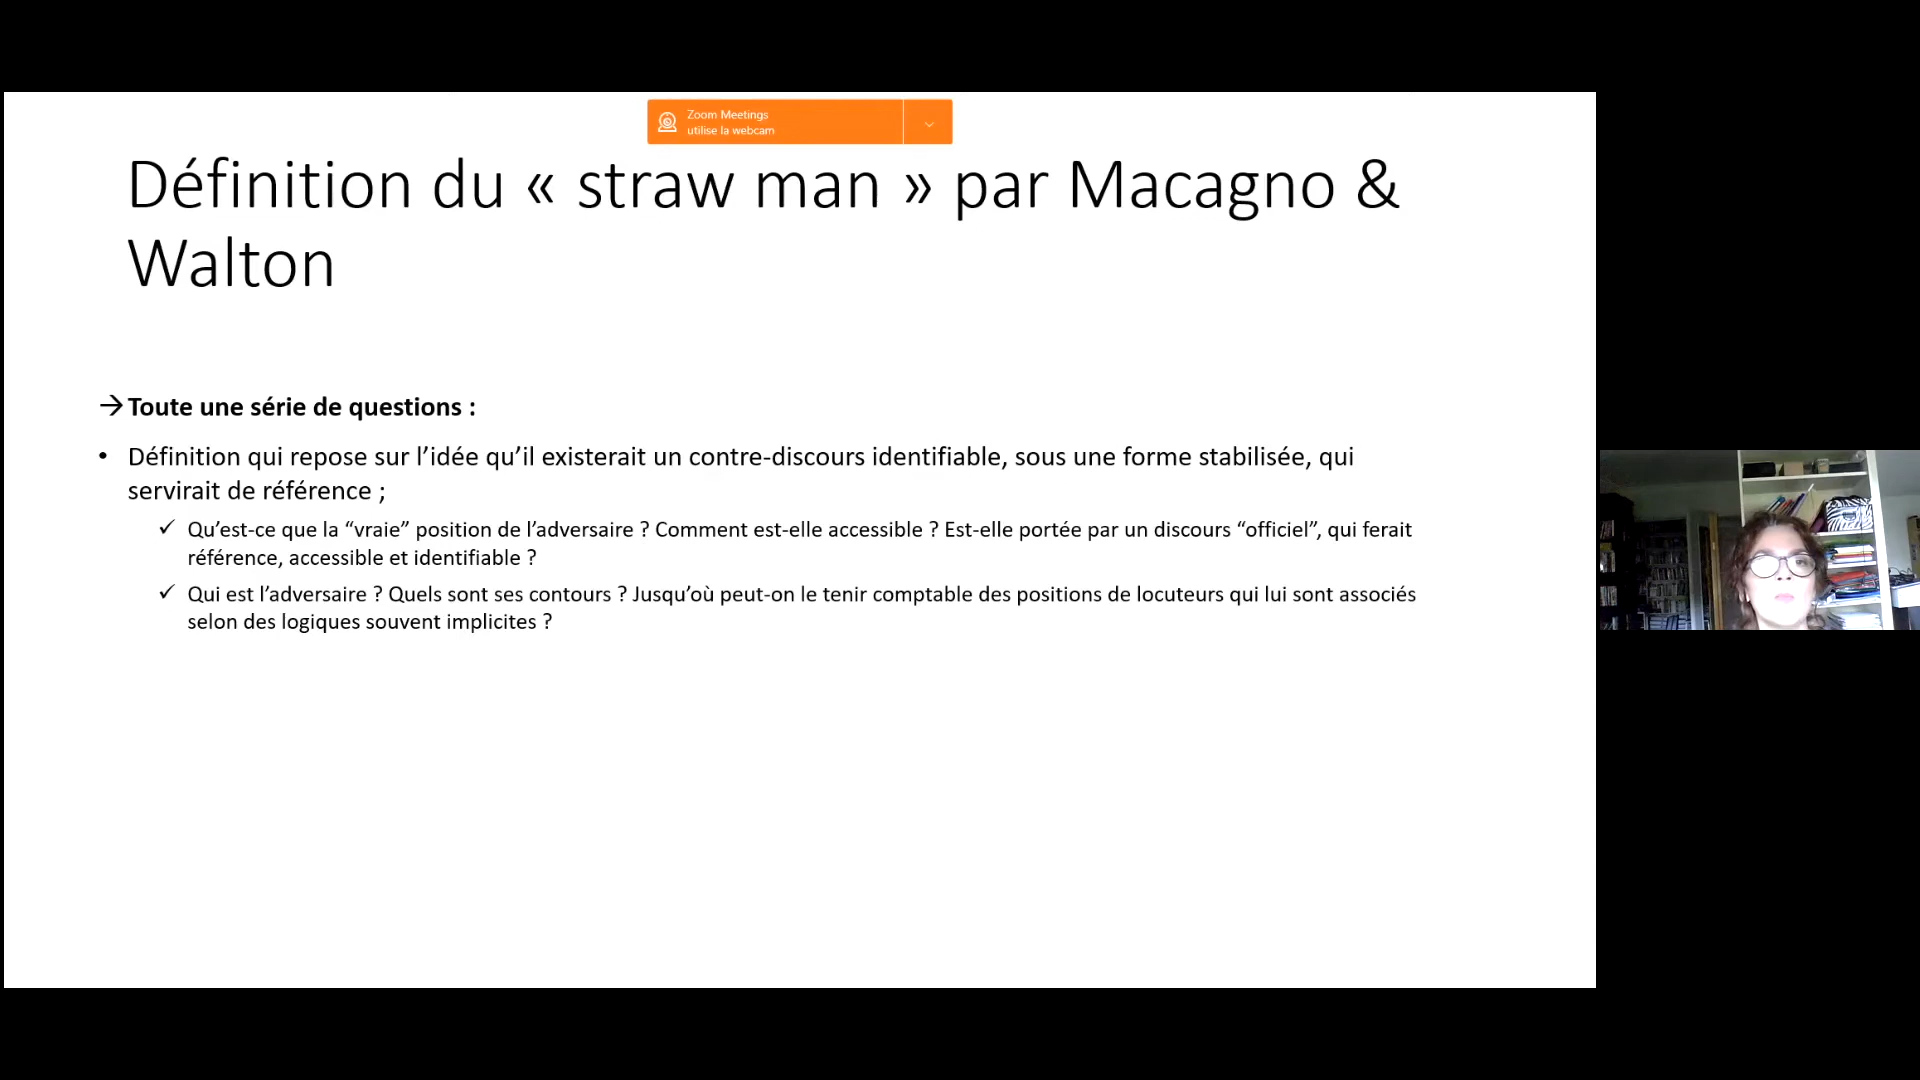 Zoom Meetings
utilise la webcam
Définition du « straw man » par Macagno &
Walton
→Toute une série de questions :
• Définition qui repose sur l’idée qu’il existerait un contre-discours identifiable, sous une forme stabilisée, qui
servirait de référence ;
✓ Qu’est-ce que la “vraie” position de l’adversaire ? Comment est-elle accessible ? Est-elle portée par un discours “officiel”, qui ferait
référence, accessible et identifiable ?
✓ Qui est l’adversaire ? Quels sont ses contours ? Jusqu’où peut-on le tenir comptable des positions de locuteurs qui lui sont associés
selon des logiques souvent implicites ?